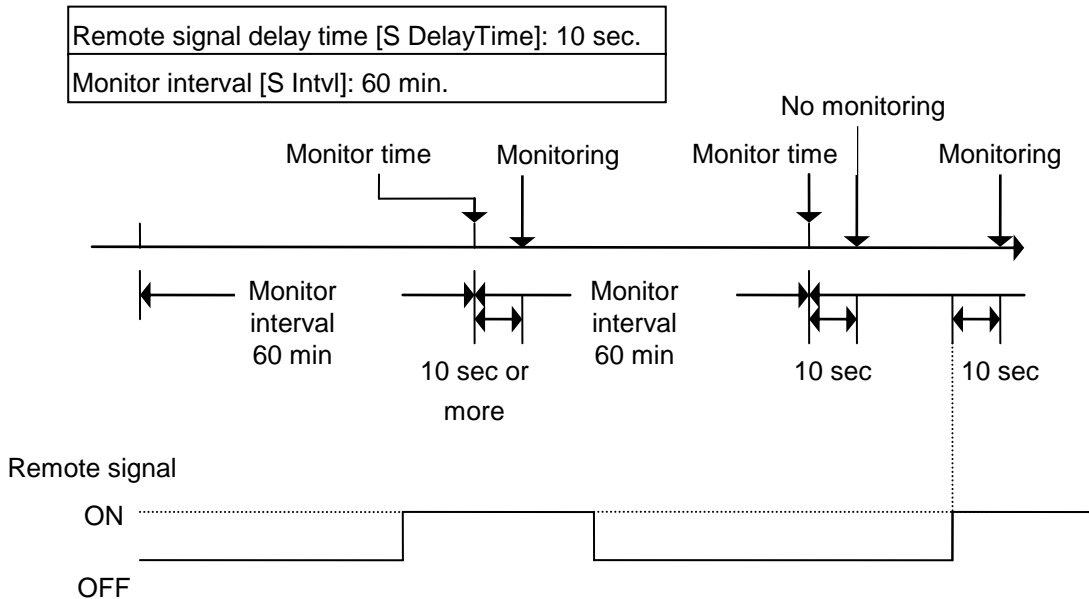 Remote signal delay time [S DelayTime]: 10 sec.
Monitor interval [S Intvl]: 60 min.
No monitoring
Monitor time
Monitoring
Monitor time
Monitoring
Monitor
interval
60 min
10 sec or
more
Monitor
interval
60 min
10 sec
10 sec
Remote signal
ON
OFF